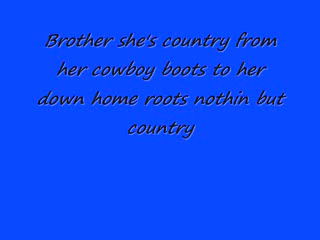 Brother she's country from
her cowboy boots to her
down home roots nothin but
country